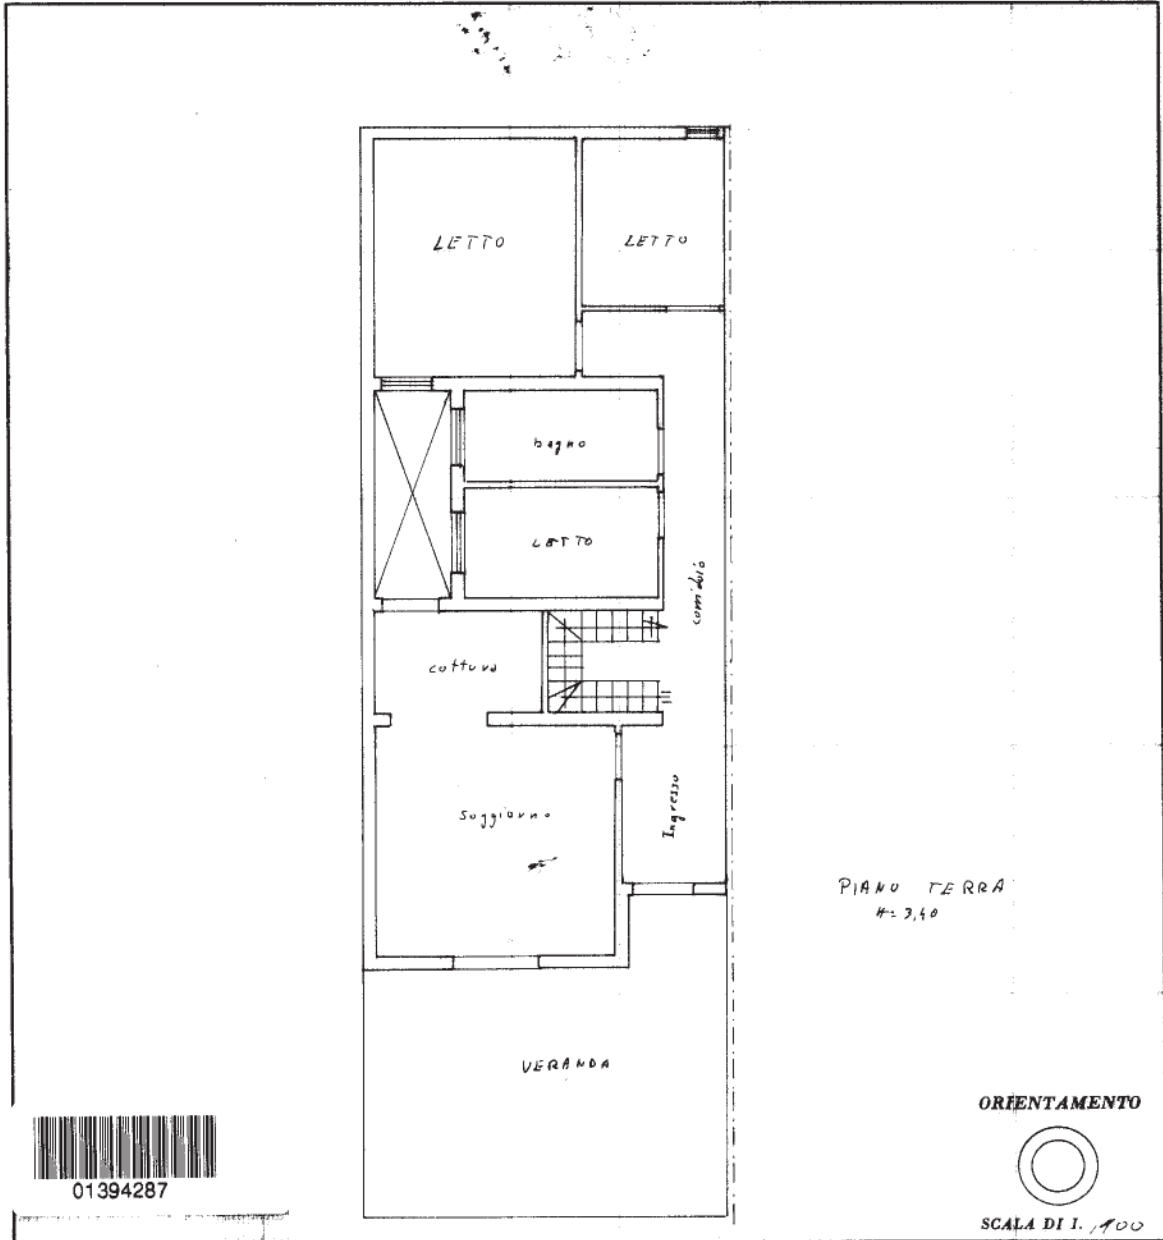 LETTO
LETTO
bagno
LETTO
corridoio
cottura
soggiorno
Ingresso
PIANO TERRA
H= 3,40
VERANDA
ORIENTAMENTO
SCALA DI 1. 100
01394287